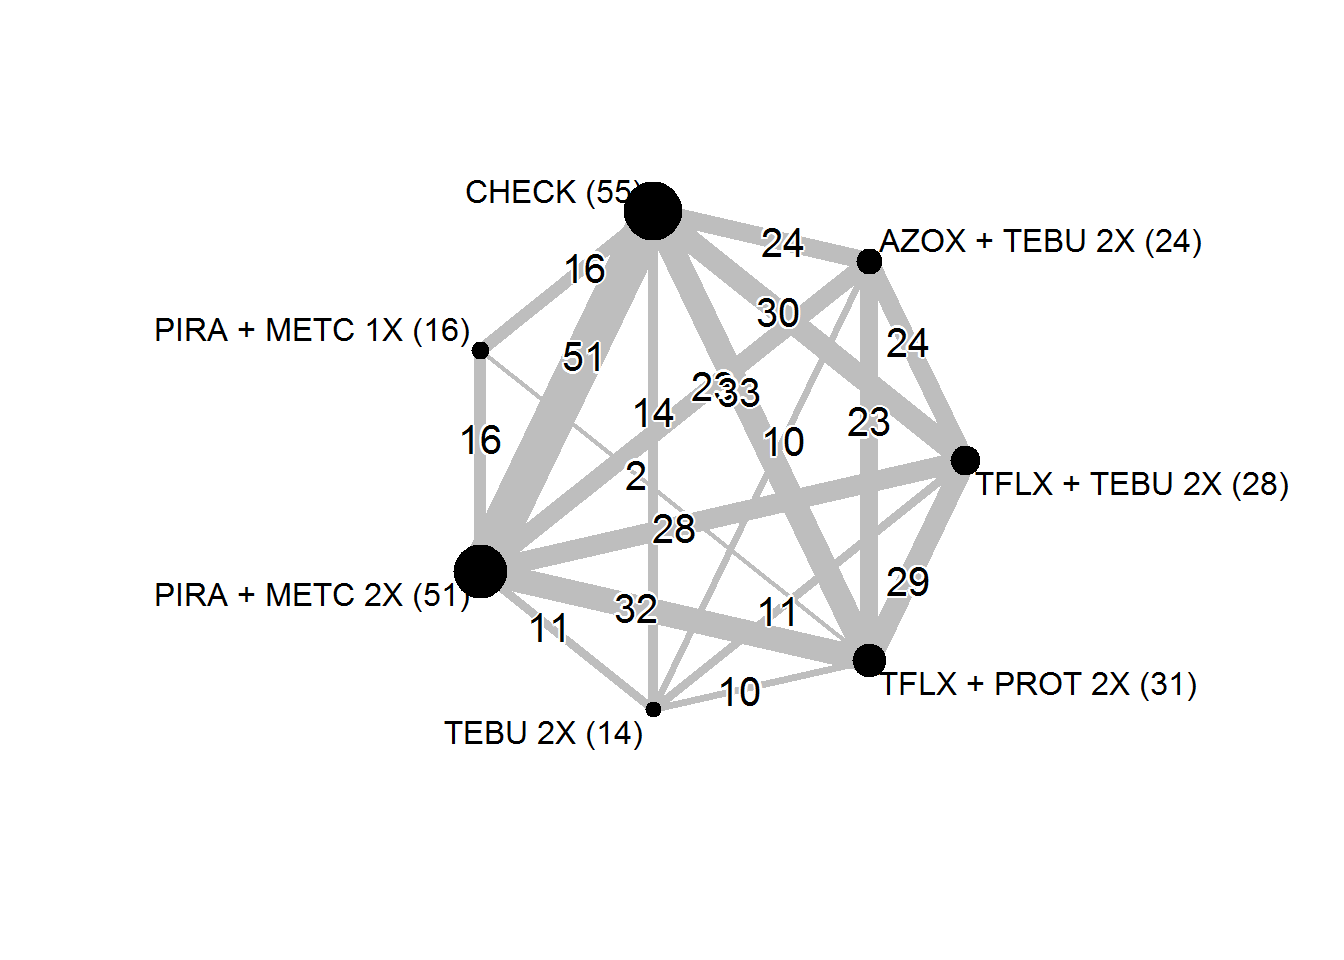 CHECK (55)
24
AZOX + TEBU 2X (24)
16
30
PIRA + METC 1X (16)
24
51
33
14
23
10
16
2
TFLX + TEBU 2X (28)
28
29
PIRA + METC 2X (51)
32
11
11
TFLX + PROT 2X (31)
10
TEBU 2X (14)